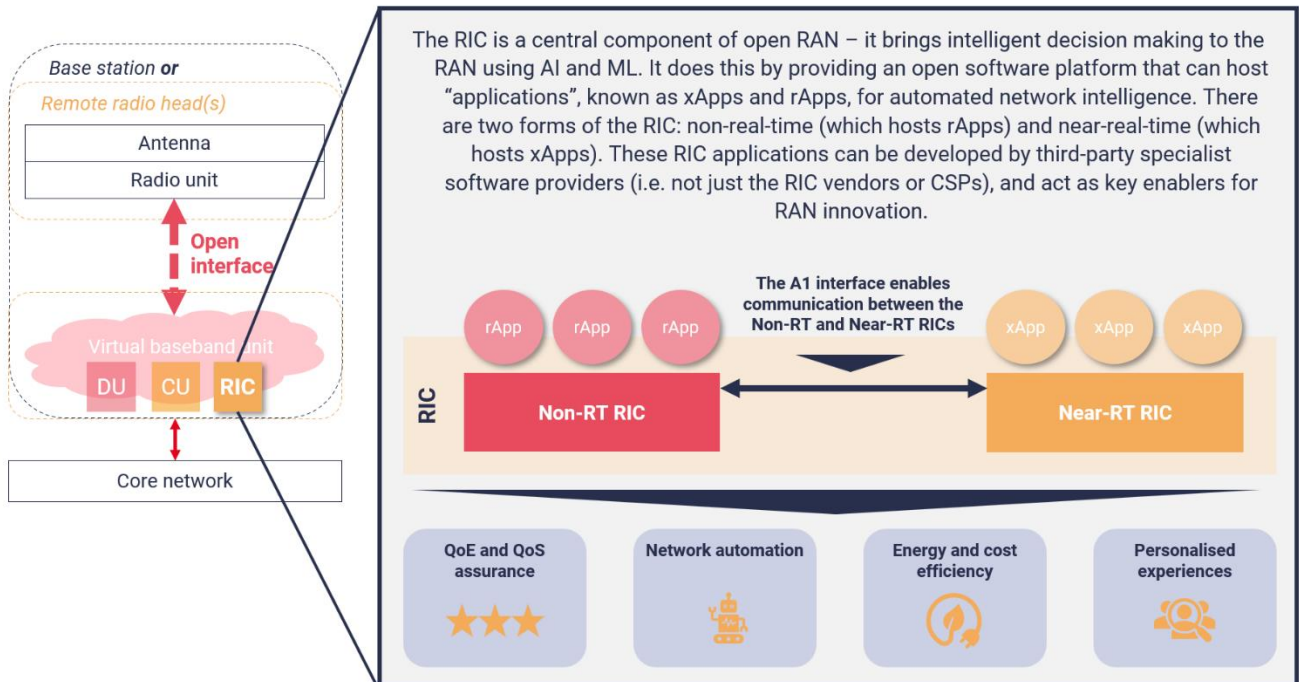 Base station or
Remote radio head(s)
Antenna
Radio unit
Open
interface
Virtual baseband unit
DU
CU
RIC
Core network
The RIC is a central component of open RAN – it brings intelligent decision making to the
RAN using AI and ML. It does this by providing an open software platform that can host
“applications”, known as xApps and rApps, for automated network intelligence. There
are two forms of the RIC: non-real-time (which hosts rApps) and near-real-time (which
hosts xApps). These RIC applications can be developed by third-party specialist
software providers (i.e. not just the RIC vendors or CSPs), and act as key enablers for
RAN innovation.
The A1 interface enables
communication between the
Non-RT and Near-RT RICs
rApp
rApp
rApp
xApp
xApp
xApp
RIC
Non-RT RIC
Near-RT RIC
QoE and QoS
assurance
Network automation
Energy and cost
efficiency
Personalised
experiences